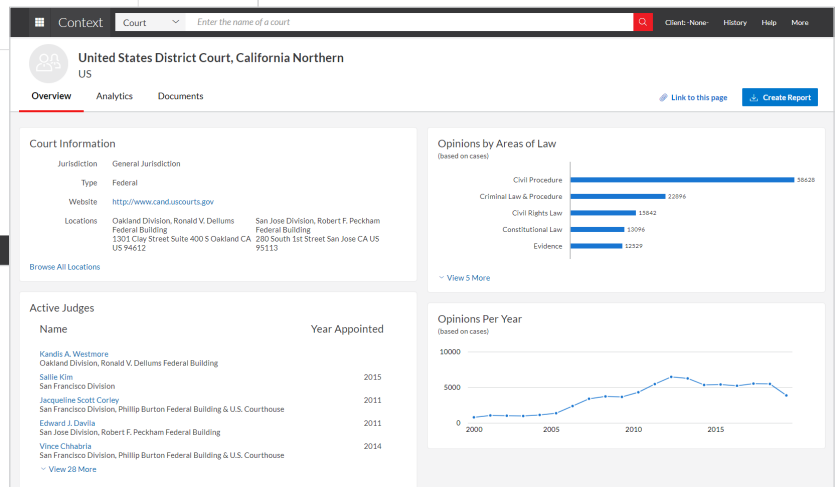 Context Court Enter the name of a court Client: -None- History Help More
United States District Court, California Northern
US
Overview Analytics Documents Link to this page Create Report
Court Information
Jurisdiction General Jurisdiction
Type Federal
Website http://www.cand.uscourts.gov
Locations Oakland Division, Ronald V. Dellums
Federal Building
1301 Clay Street Suite 400 S Oakland CA
US 94612
San Jose Division, Robert F. Peckham
Federal Building
280 South 1st Street San Jose CA US
95113
Browse All Locations
Opinions by Areas of Law
(based on cases)
Civil Procedure 38628
Criminal Law & Procedure 22896
Civil Rights Law 15842
Constitutional Law 13096
Evidence 12529
View 5 More
Active Judges
Name Year Appointed
Kandis A. Westmore
Oakland Division, Ronald V. Dellums Federal Building
Sallie Kim 2015
San Francisco Division
Jacqueline Scott Corley 2011
San Francisco Division, Phillip Burton Federal Building & U.S. Courthouse
Edward J. Davila 2011
San Jose Division, Robert F. Peckham Federal Building
Vince Chhabria 2014
San Francisco Division, Phillip Burton Federal Building & U.S. Courthouse
View 28 More
Opinions Per Year
(based on cases)
10000
5000
0
2000 2005 2010 2015